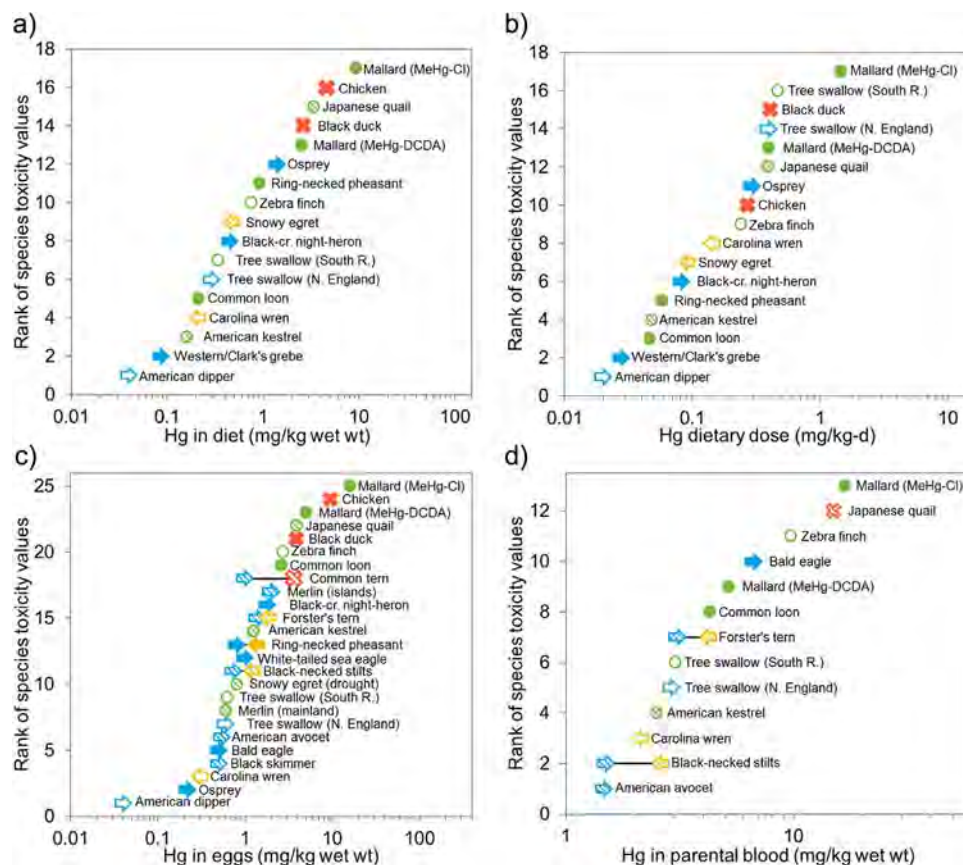 a)
Rank of species toxicity values
18
16
14
12
10
8
6
4
2
0
Mallard (MeHg-Cl)
Chicken
Japanese quail
Black duck
Mallard (MeHg-DCDA)
Osprey
Ring-necked pheasant
Zebra finch
Snowy egret
Black-cr. night-heron
Tree swallow (South R.)
Tree swallow (N. England)
Common loon
Carolina wren
American kestrel
Western/Clark's grebe
American dipper
0.01 0.1 1 10 100
Hg in diet (mg/kg wet wt)
b)
Rank of species toxicity values
18
16
14
12
10
8
6
4
2
0
Mallard (MeHg-Cl)
Tree swallow (South R.)
Black duck
Tree swallow (N. England)
Mallard (MeHg-DCDA)
Japanese quail
Osprey
Chicken
Zebra finch
Carolina wren
Snowy egret
Black-cr. night-heron
Ring-necked pheasant
American kestrel
Common loon
Western/Clark's grebe
American dipper
0.01 0.1 1 10
Hg dietary dose (mg/kg-d)
c)
Rank of species toxicity values
25
20
15
10
5
0
Mallard (MeHg-Cl)
Chicken
Mallard (MeHg-DCDA)
Japanese quail
Black duck
Zebra finch
Common loon
Common tern
Merlin (islands)
Black-cr. night-heron
Forster's tern
American kestrel
Ring-necked pheasant
White-tailed sea eagle
Black-necked stilts
Snowy egret (drought)
Tree swallow (South R.)
Merlin (mainland)
Tree swallow (N. England)
American avocet
Bald eagle
Black skimmer
Carolina wren
Osprey
American dipper
0.01 0.1 1 10 100
Hg in eggs (mg/kg wet wt)
d)
Rank of species toxicity values
12
10
8
6
4
2
0
Mallard (MeHg-Cl)
Japanese quail
Zebra finch
Bald eagle
Mallard (MeHg-DCDA)
Common loon
Forster's tern
Tree swallow (South R.)
Tree swallow (N. England)
American kestrel
Carolina wren
Black-necked stilts
American avocet
1 10
Hg in parental blood (mg/kg wet wt)